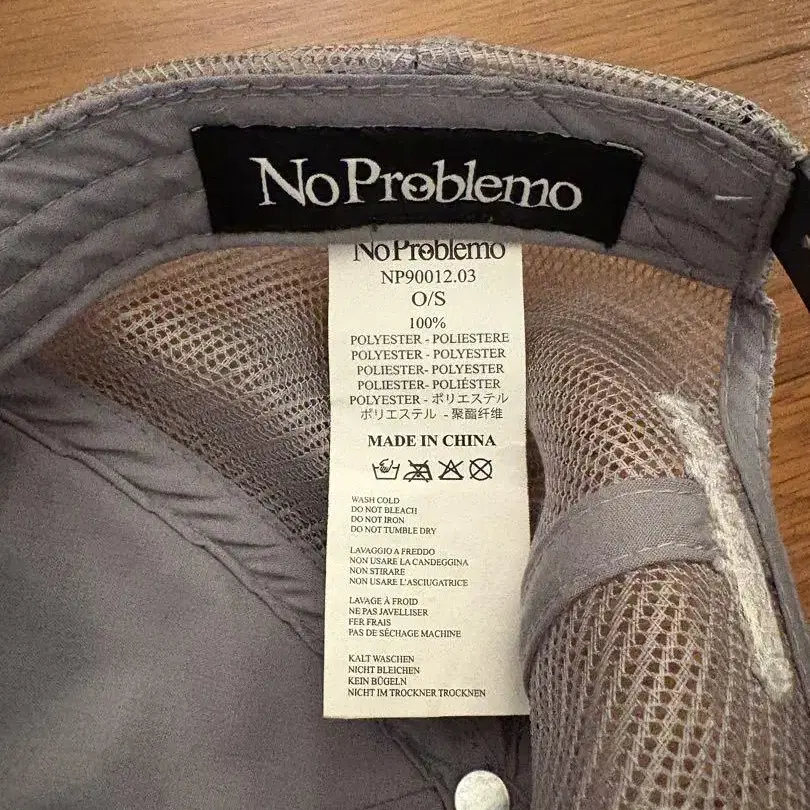 No Problemo
No Problemo
NP90012.03
O/S
100%
POLYESTER - POLIESTERE
POLYESTER - POLYESTER
POLIESTER- POLYESTER
POLIESTER- POLIÉSTER
POLYESTER - ポリエステル
ポリエステル - 聚酯纤维
MADE IN CHINA
WASH COLD
DO NOT BLEACH
DO NOT IRON
DO NOT TUMBLE DRY
LAVAGGIO A FREDDO
NON USARE LA CANDEGGINA
NON STIRARE
NON USARE L'ASCIUGATRICE
LAVAGE À FROID
NE PAS JAVELLISER
FER FRAIS
PAS DE SÉCHAGE MACHINE
KALT WASCHEN
NICHT BLEICHEN
KEIN BÜGELN
NICHT IM TROCKNER TROCKNEN